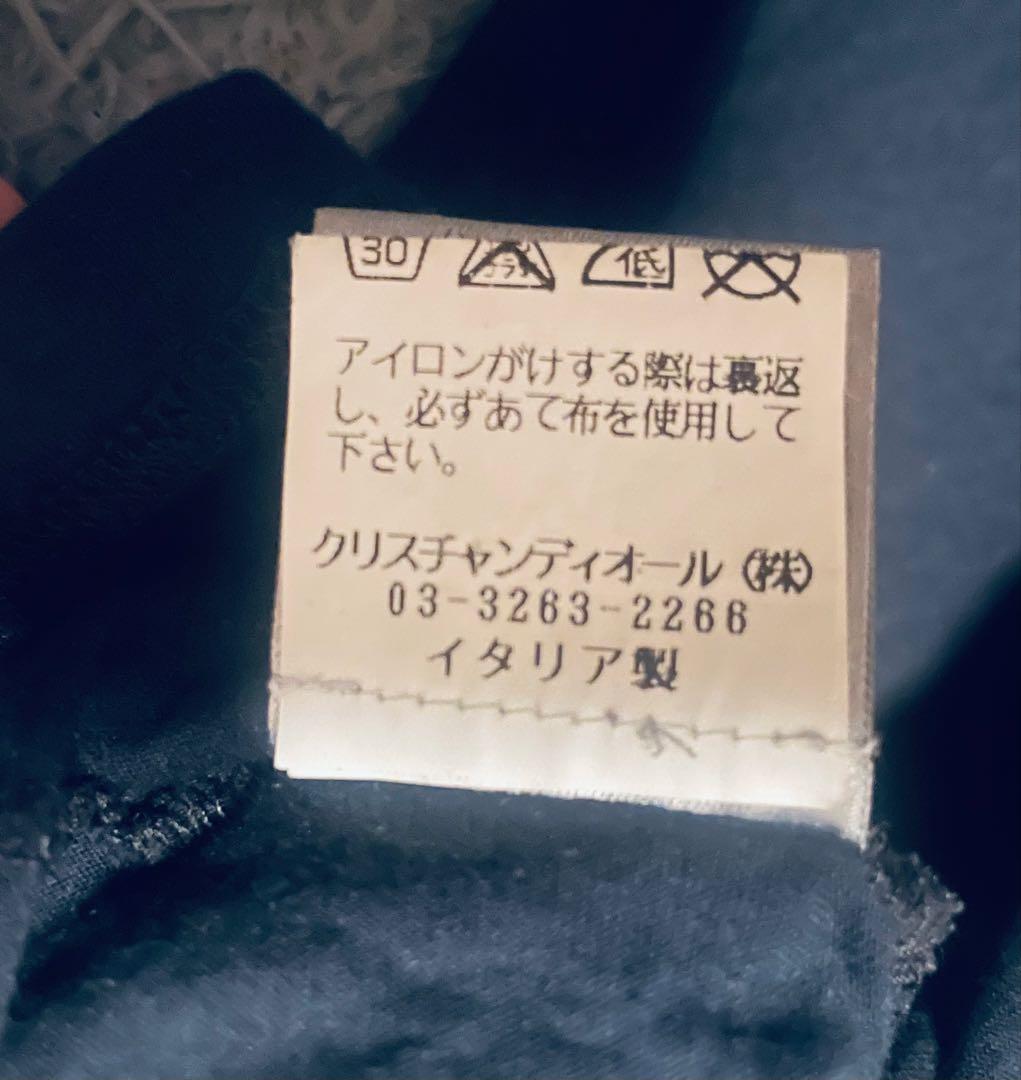 30
低
アイロンがけする際は裏返
し、必ずあて布を使用して
下さい。
クリスチャンディオール㈱
03-3263-2266
イタリア製